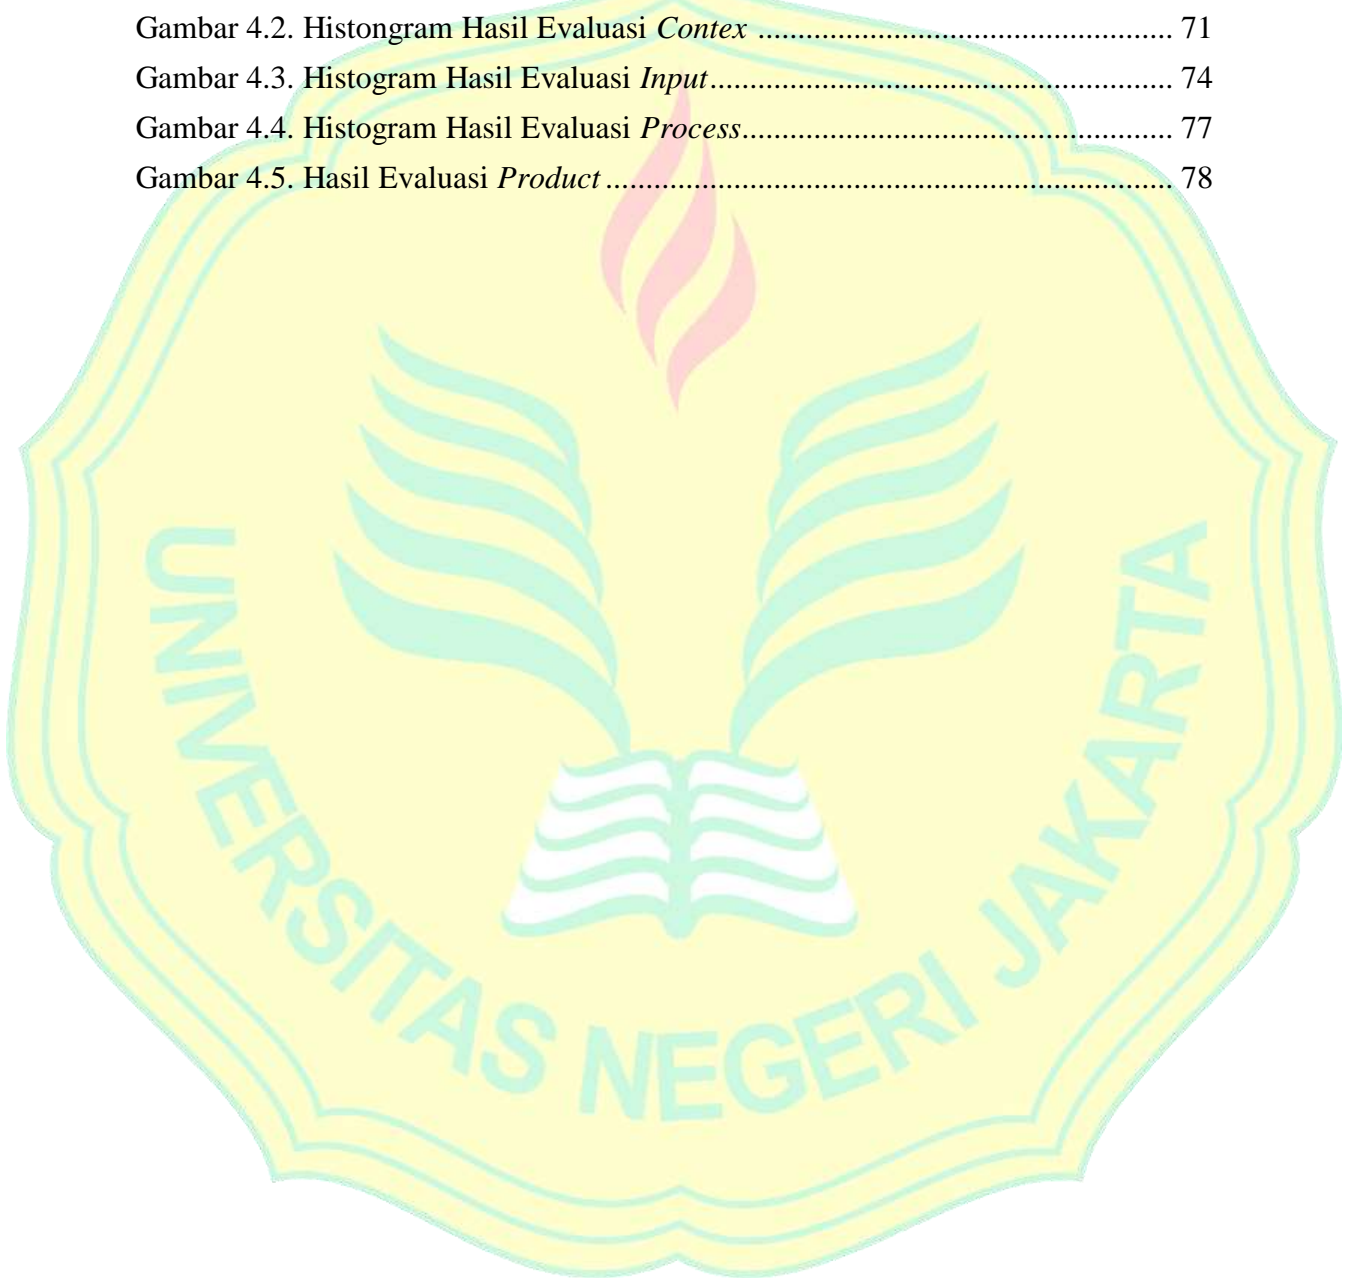 Gambar 4.2. Histongram Hasil Evaluasi Contex ................................................... 71
Gambar 4.3. Histogram Hasil Evaluasi Input......................................................... 74
Gambar 4.4. Histogram Hasil Evaluasi Process..................................................... 77
Gambar 4.5. Hasil Evaluasi Product ...................................................................... 78
UNIVERSITAS NEGERI JAKARTA